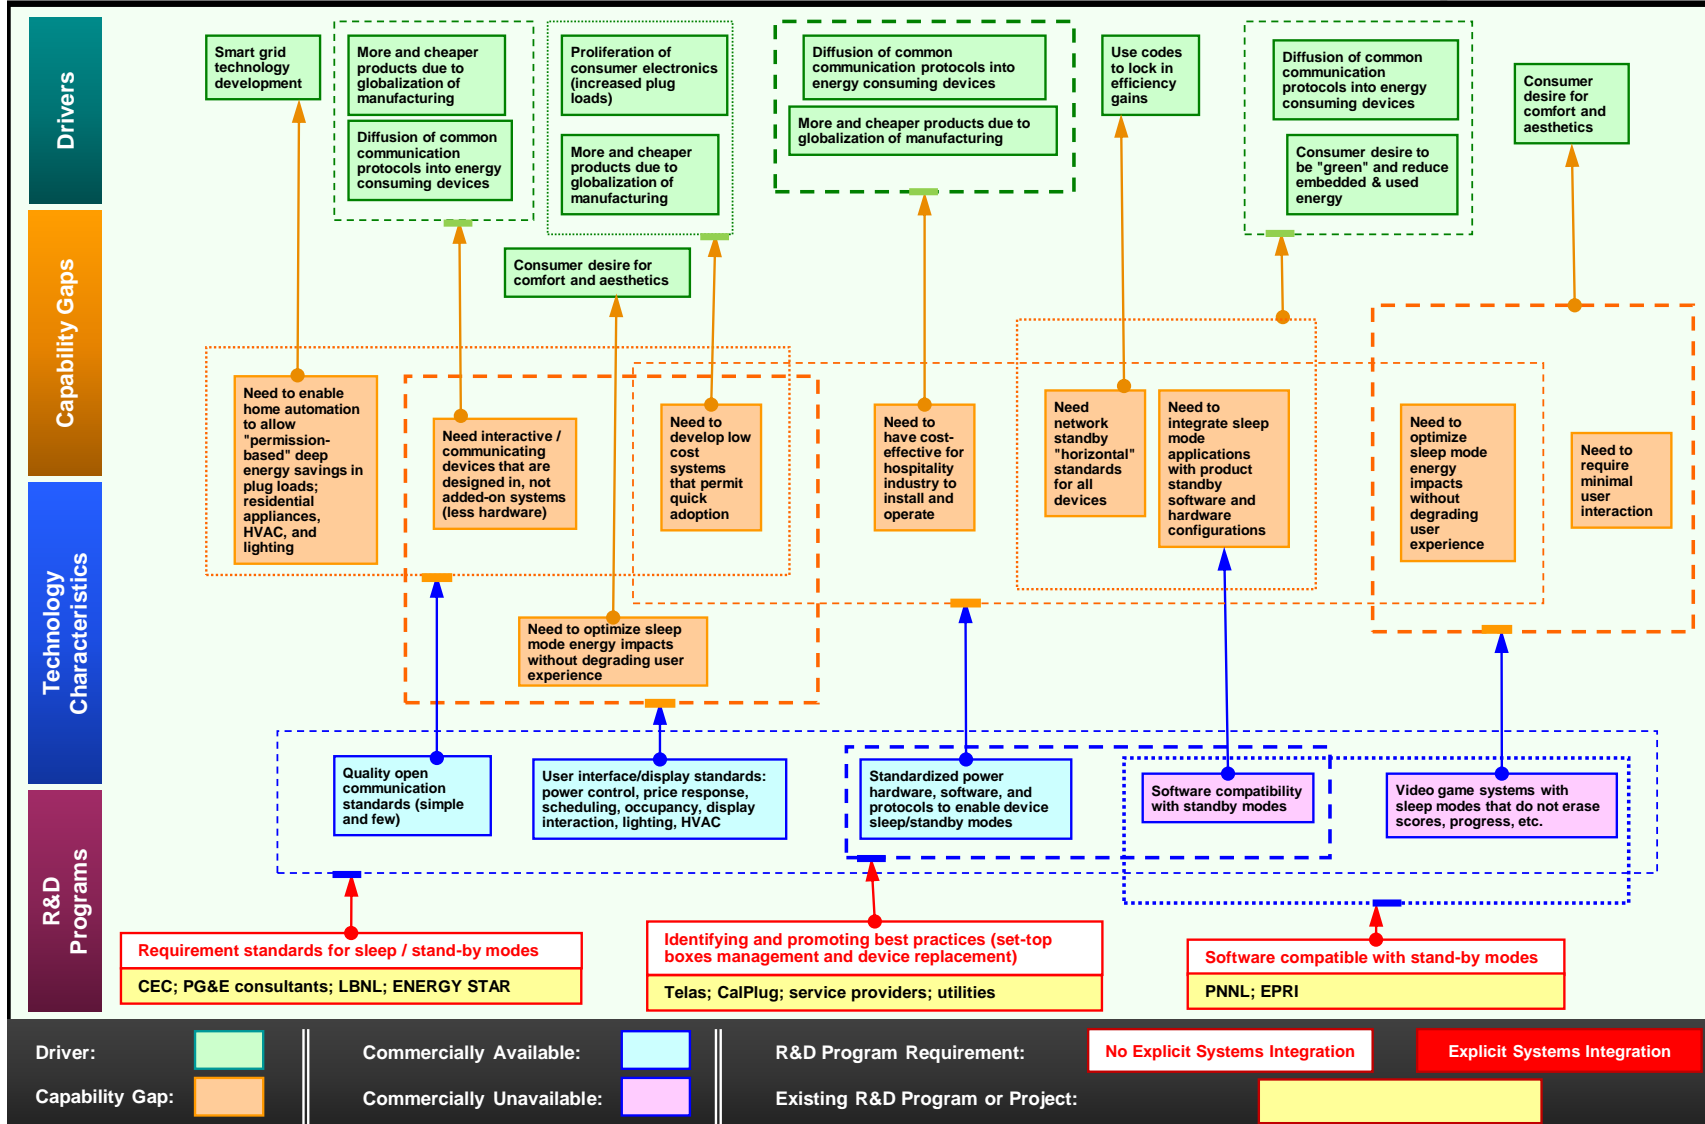 Drivers
Smart grid
technology
development
More and cheaper
products due to
globalization of
manufacturing
Diffusion of common
communication
protocols into energy
consuming devices
Proliferation of
consumer electronics
(increased plug
loads)
More and cheaper
products due to
globalization of
manufacturing
Diffusion of common
communication protocols into
energy consuming devices
More and cheaper products due to
globalization of manufacturing
Use codes
to lock in
efficiency
gains
Diffusion of common
communication
protocols into energy
consuming devices
Consumer desire to
be "green" and reduce
embedded & used
energy
Consumer
desire for
comfort and
aesthetics
Capability Gaps
Consumer desire for
comfort and aesthetics
Need to enable
home automation
to allow
"permission-
based" deep
energy savings in
plug loads;
residential
appliances,
HVAC, and
lighting
Need interactive /
communicating
devices that are
designed in, not
added-on systems
(less hardware)
Need to
develop low
cost
systems
that permit
quick
adoption
Need to
have cost-
effective for
hospitality
industry to
install and
operate
Need
network
standby
"horizontal"
standards
for all
devices
Need to
integrate sleep
mode
applications
with product
standby
software and
hardware
configurations
Need to
optimize
sleep mode
energy
impacts
without
degrading
user
experience
Need to
require
minimal
user
interaction
Technology
Characteristics
Need to optimize sleep
mode energy impacts
without degrading user
experience
Quality open
communication
standards (simple
and few)
User interface/display standards:
power control, price response,
scheduling, occupancy, display
interaction, lighting, HVAC
Standardized power
hardware, software, and
protocols to enable device
sleep/standby modes
Software compatibility
with standby modes
Video game systems with
sleep modes that do not erase
scores, progress, etc.
R&D
Programs
Requirement standards for sleep / stand-by modes
CEC; PG&E consultants; LBNL; ENERGY STAR
Identifying and promoting best practices (set-top
boxes management and device replacement)
Telas; CalPlug; service providers; utilities
Software compatible with stand-by modes
PNNL; EPRI
Driver:
Capability Gap:
Commercially Available:
Commercially Unavailable:
R&D Program Requirement:
No Explicit Systems Integration
Explicit Systems Integration
Existing R&D Program or Project: